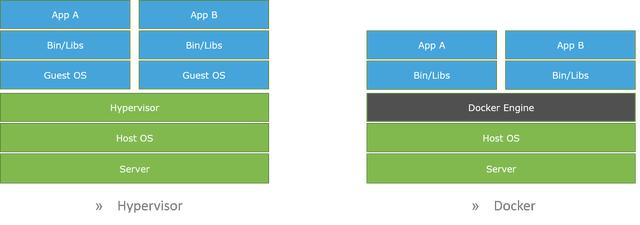 App A
App B
Bin/Libs
Bin/Libs
Guest OS
Guest OS
Hypervisor
Host OS
Server
» Hypervisor
App A
App B
Bin/Libs
Bin/Libs
Docker Engine
Host OS
Server
» Docker